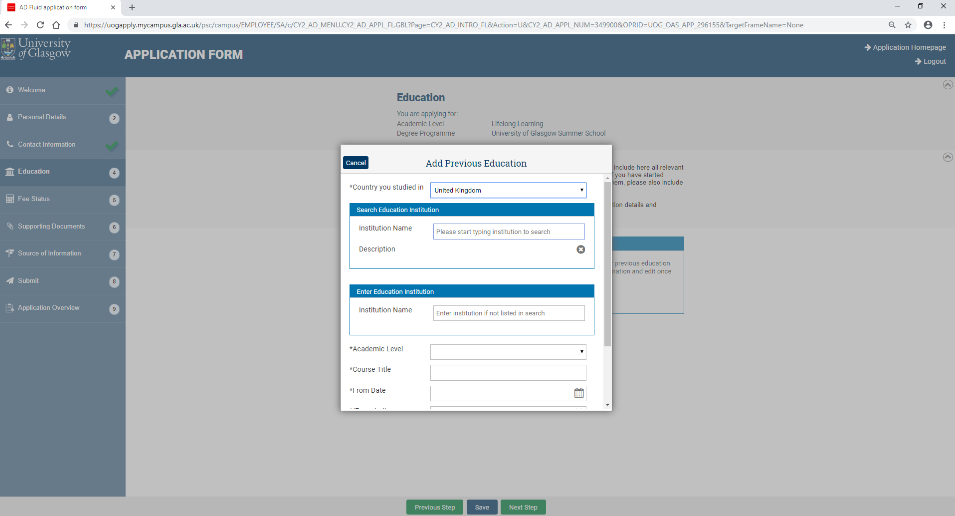 AD Fluid application form
https://uogapply.mycampus.gla.ac.uk/psc/campus/EMPLOYEE/SA/c/CY2_AD_MENU.CY2_AD_APPL_FL.GBL?Page=CY2_AD_INTRO_FL&Action=U&CY2_AD_APPL_NUM=349900&OPRID=UOG_OAS_APP_296155&TargetFrameName=None
University
of Glasgow
APPLICATION FORM
Application Homepage
Logout
Welcome
Personal Details 2
Contact Information
Education 4
Fee Status 5
Supporting Documents 6
Source of Information 7
Submit 8
Application Overview 9
Education
You are applying for:
Academic Level Lifelong Learning
Degree Programme University of Glasgow Summer School
include here all relevant
you have started
em, please also include
tion details and
previous education
ation and edit once
Cancel
Add Previous Education
*Country you studied in United Kingdom
Search Education Institution
Institution Name Please start typing institution to search
Description
Enter Education Institution
Institution Name Enter institution if not listed in search
*Academic Level
*Course Title
*From Date
Previous Step Save Next Step